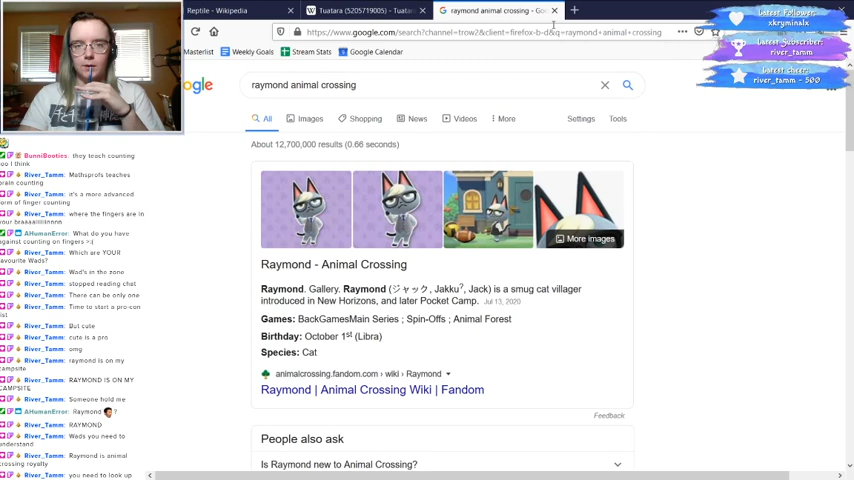 Reptile - Wikipedia
Tuatara (5205719005) - Tuatar
raymond animal crossing - Go
https://www.google.com/search?channel=trow2&client=firefox-b-d&q=raymond+animal+crossing
Masterlist
Weekly Goals
Stream Stats
Google Calendar
Latest Follower:
xkryminalx
Latest Subscriber:
river_tamm
Latest cheer:
river_tamm - 500
ogle
raymond animal crossing
All
Images
Shopping
News
Videos
More
Settings
Tools
About 12,700,000 results (0.66 seconds)
More images
Raymond - Animal Crossing
Raymond. Gallery. Raymond (ジャック, Jakku?, Jack) is a smug cat villager
introduced in New Horizons, and later Pocket Camp. Jul 13, 2020
Games: BackGamesMain Series ; Spin-Offs ; Animal Forest
Birthday: October 1st (Libra)
Species: Cat
animalcrossing.fandom.com › wiki › Raymond
Raymond | Animal Crossing Wiki | Fandom
Feedback
People also ask
Is Raymond new to Animal Crossing?
BunniBooties: they teach counting
oo I think
River_Tamm: Mathsprofs teaches
brain counting
River_Tamm: it's a more advanced
orm of finger counting
River_Tamm: where the fingers are in
your braaaaiiiinnnn
AHumanError: What do you have
against counting on fingers >:(
River_Tamm: Which are YOUR
avourite Wads?
River_Tamm: Wad's in the zone
River_Tamm: stopped reading chat
River_Tamm: There can be only one
River_Tamm: Time to start a pro-con
ist
River_Tamm: But cute
River_Tamm: cute is a pro
River_Tamm: omg
River_Tamm: raymond is on my
campsite
River_Tamm: RAYMOND IS ON MY
CAMPSITE
River_Tamm: Someone hold me
AHumanError: Raymond ?
River_Tamm: RAYMOND
River_Tamm: Wads you need to
understand
River_Tamm: Raymond is animal
crossing royalty
River_Tamm: you need to look up